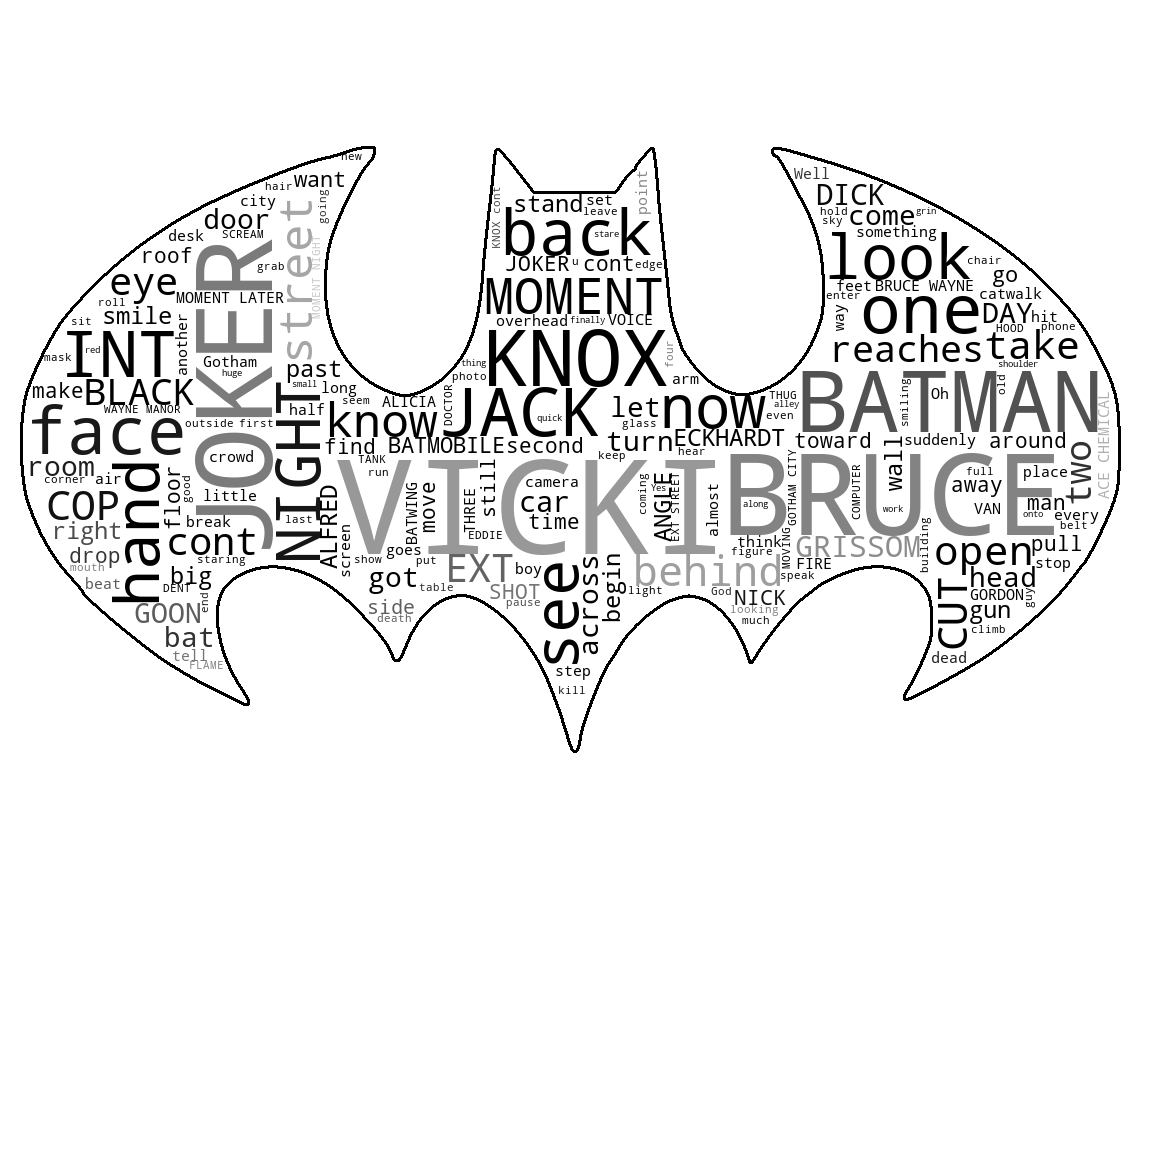 new
want
hair
city
going
door
SCREAM
desk
roof
street
JOKER
grab
MOMENT NIGHT
eye
MOMENT LATER
roll
smile
sit
another
INT
red
mask
Gotham
huge
past
small
long
make
BLACK
seem
ALICIA
WAYNE MANOR
half
face
outside first
know
NIGHT
find
BATMOBILE
second
crowd
room
corner
air
hand
floor
good
little
COP
last
break
right
cont
drop
staring
mouth
beat
big
DENT
end
GOON
bat
tell
FLAME
KNOX cont
stand
set
leave
point
back
stare
JOKER
u
cont
edge
MOMENT
overhead
finally
VOICE
thing
KNOX
four
photo
arm
DOCTOR
JACK
quick
let
glass
now
turn
ECKHARDT
keep
hear
TANK
run
VICKI
ALFRED
screen
BATWING
move
THREE
EDDIE
still
camera
car
time
coming
Yes
ANGIE
EXT STREET
almost
show
goes
put
got
table
EXT
boy
SHOT
pause
side
death
see
across
begin
light
behind
God
looking
much
NICK
step
kill
Well
DICK
hold
sky
come
grin
something
look
chair
go
feet
BRUCE WAYNE
enter
catwalk
way
one
DAY
hit
HOOD
phone
reaches
take
shoulder
BATMAN
THUG
alley
even
smiling
Oh
old
ACE CHEMICAL
toward
wall
suddenly
around
BRUCE
along
GOTHAM CITY
COMPUTER
work
full
away
place
two
VAN
man
onto
every
belt
think
figure
MOVING
GRISSOM
building
FIRE
speak
open
pull
stop
head
CUT
GORDON
guy
gun
climb
dead